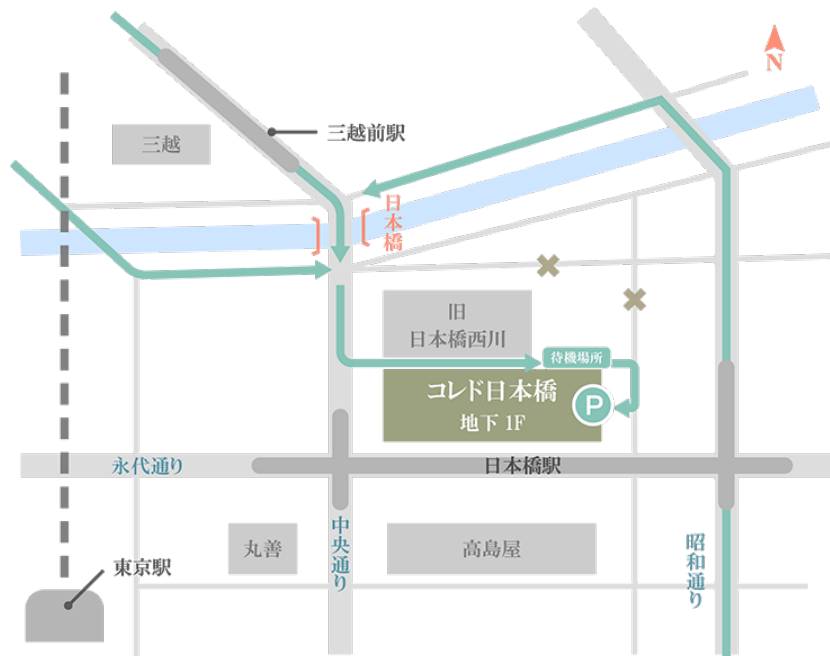 N
三越前駅
三越
日本橋
旧
日本橋西川
待機場所
コレド日本橋
地下 1F
P
永代通り
日本橋駅
丸善
中央通り
高島屋
昭和通り
東京駅